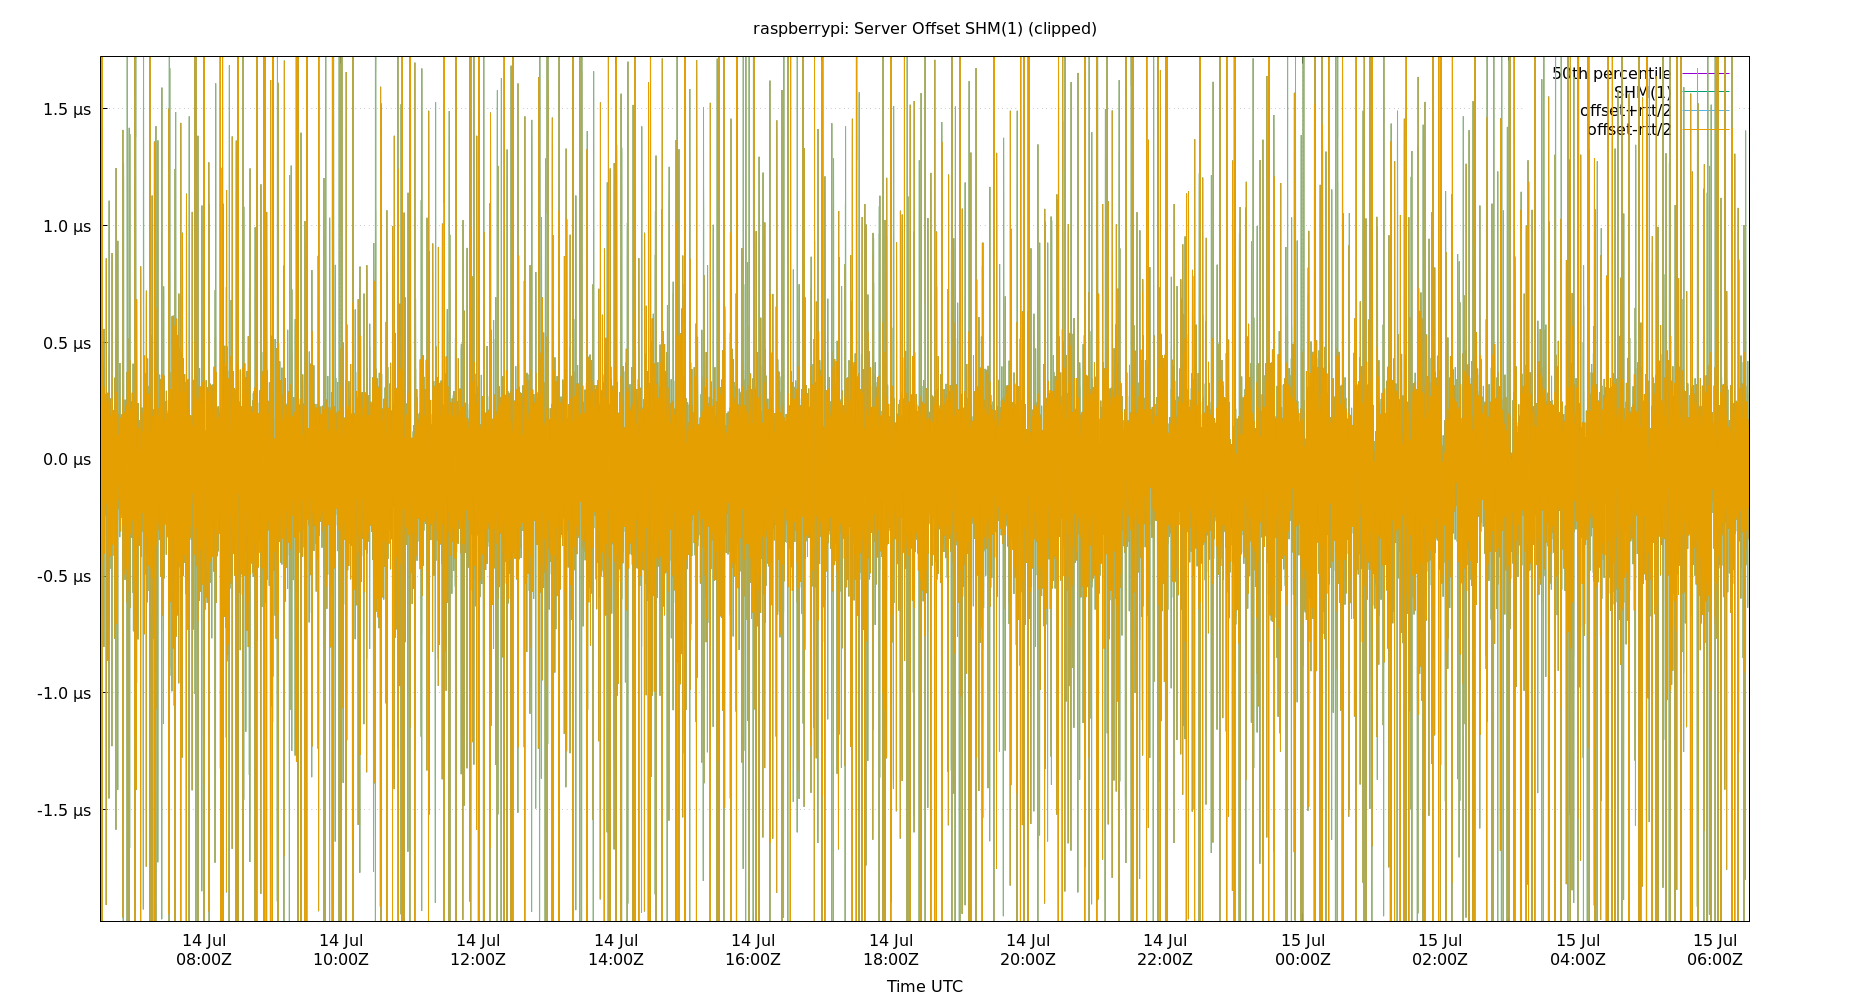 raspberrypi: Server Offset SHM(1) (clipped)
50th percentile
SHM(1)
offset+rtt/2
offset-rtt/2
1.5 µs
1.0 µs
0.5 µs
0.0 µs
-0.5 µs
-1.0 µs
-1.5 µs
14 Jul 14 Jul 14 Jul 14 Jul 14 Jul 14 Jul 14 Jul 14 Jul 15 Jul 15 Jul 15 Jul 15 Jul
08:00Z 10:00Z 12:00Z 14:00Z 16:00Z 18:00Z 20:00Z 22:00Z 00:00Z 02:00Z 04:00Z 06:00Z
Time UTC